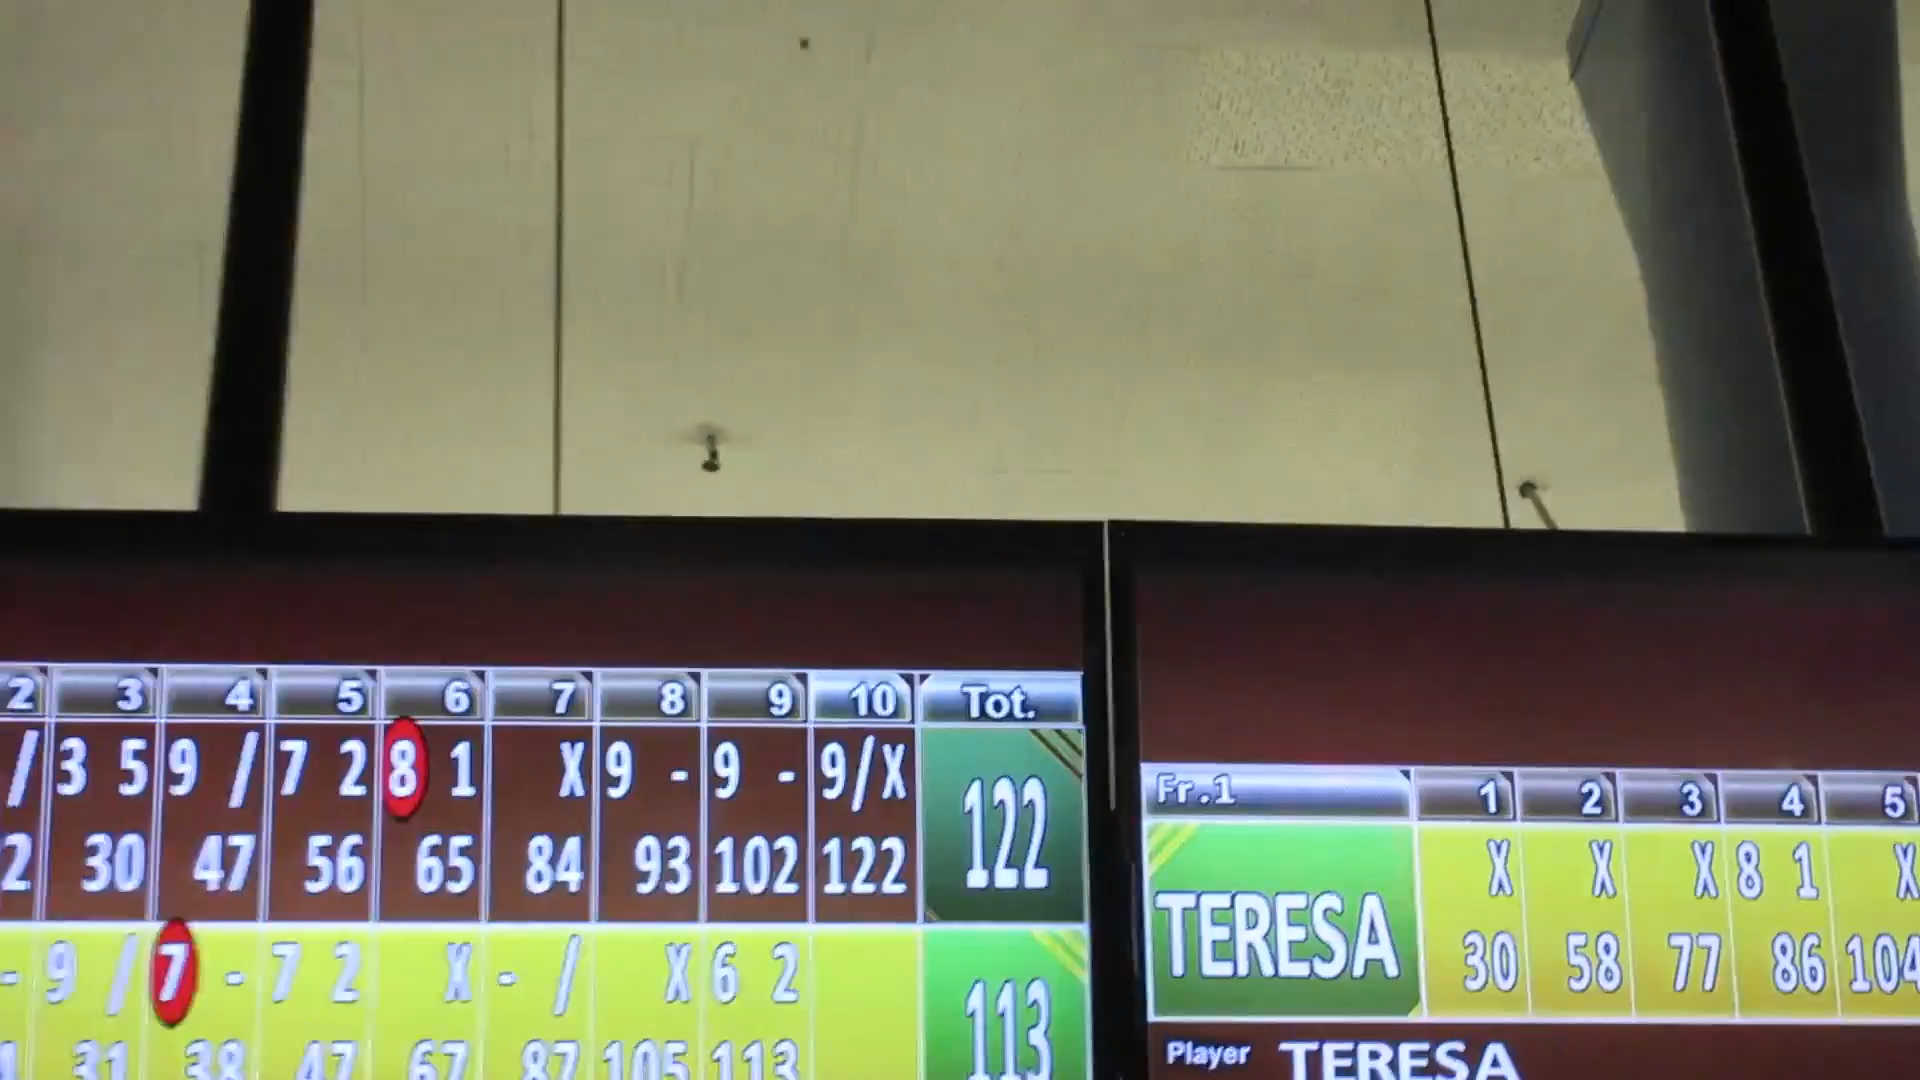 2 3 4 5 6 7 8 9 10 Tot.
/ 3 5 9 / 7 2 8 1 X 9 - 9 - 9/X
2 30 47 56 65 84 93 102 122 122
- 9 / 7 - 7 2 X - / X 6 2
31 38 47 67 87 105 113 113
Fr.1 1 2 3 4 5
X X X 8 1 X
TERESA 30 58 77 86 104
Player TERESA